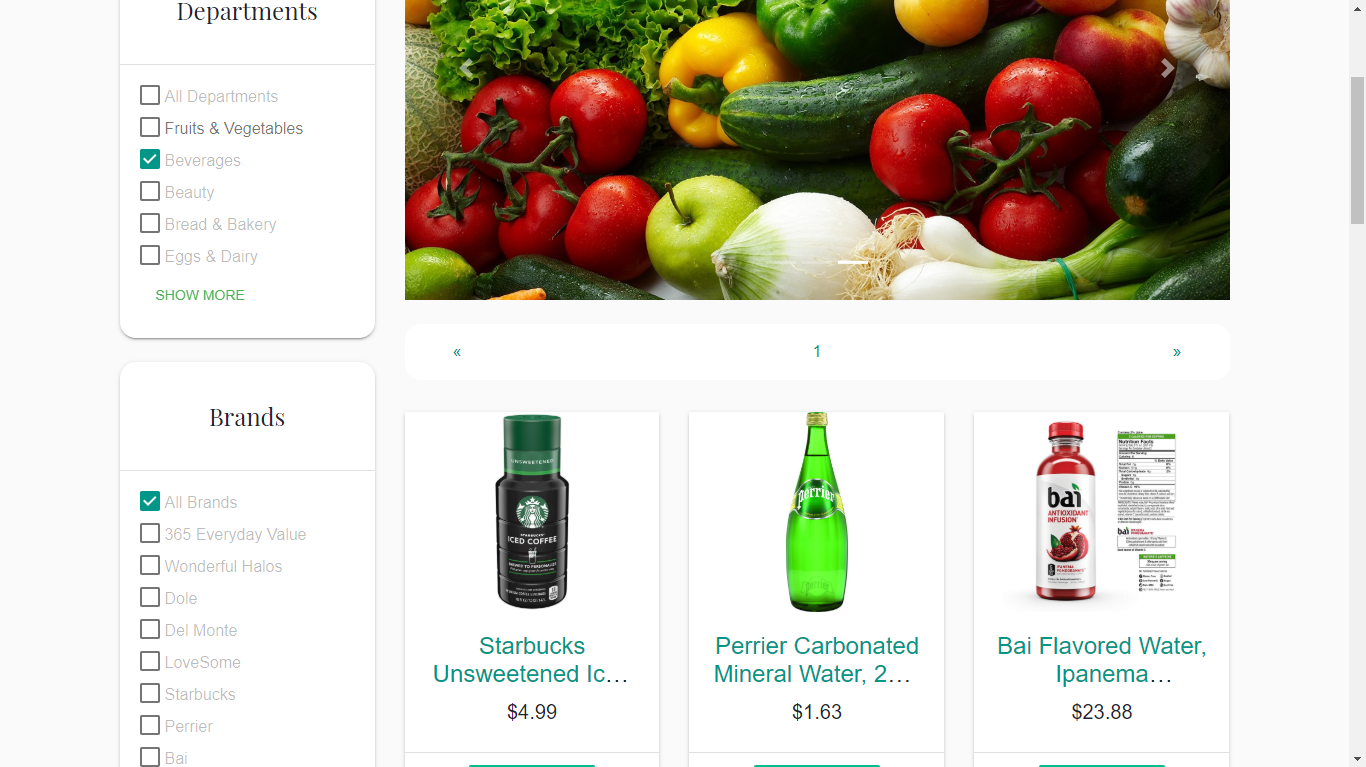 Departments
All Departments
Fruits & Vegetables
Beverages
Beauty
Bread & Bakery
Eggs & Dairy
SHOW MORE
Brands
All Brands
365 Everyday Value
Wonderful Halos
Dole
Del Monte
LoveSome
Starbucks
Perrier
Bai
« 1 »
UNSWEETENED
ICED COFFEE
Perrier
bai
ANTIOXIDANT
INFUSION
Nutrition Facts
Starbucks
Unsweetened Ic…
$4.99
Perrier Carbonated
Mineral Water, 2…
$1.63
Bai Flavored Water,
Ipanema…
$23.88